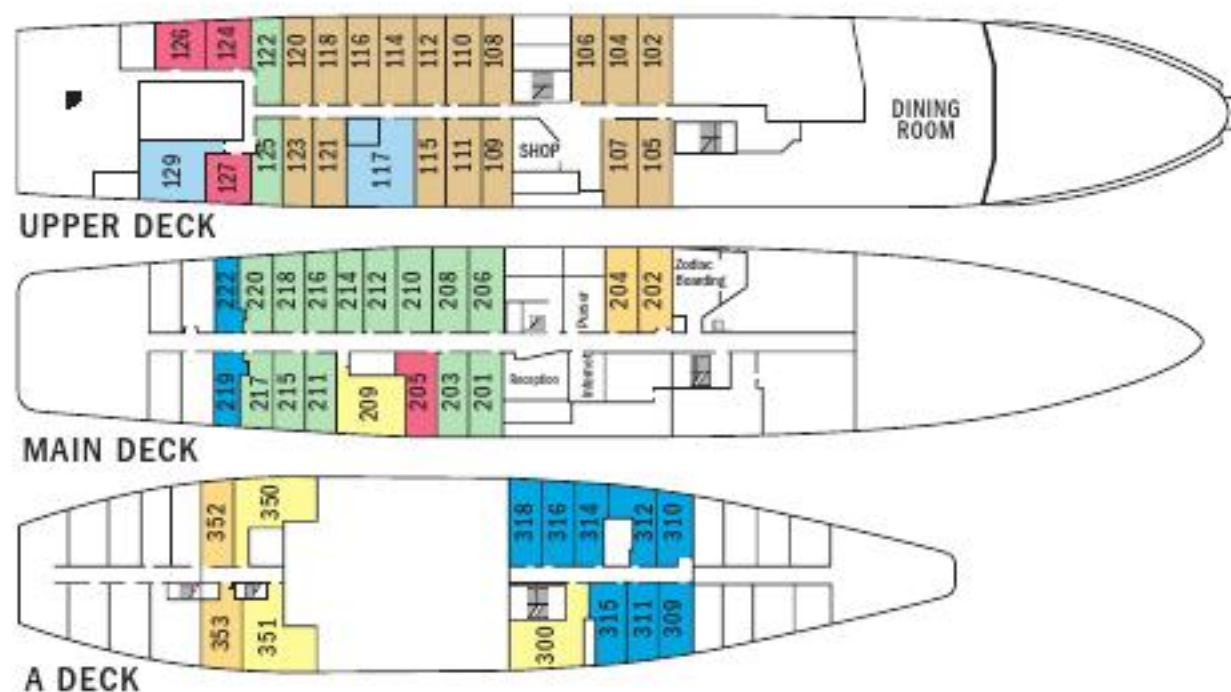 126 124 122 120 118 116 114 112 110 108 106 104 102
DINING
ROOM
SHOP
129 127 125 123 121 117 115 111 109 107 105
UPPER DECK
222 220 218 216 214 212 210 208 206 204 202
Zodiac
Boarding
Reception
Internet
219 217 215 211 209 205 203 201
MAIN DECK
352 350 318 316 314 312 310
353 351 300 315 311 309
A DECK